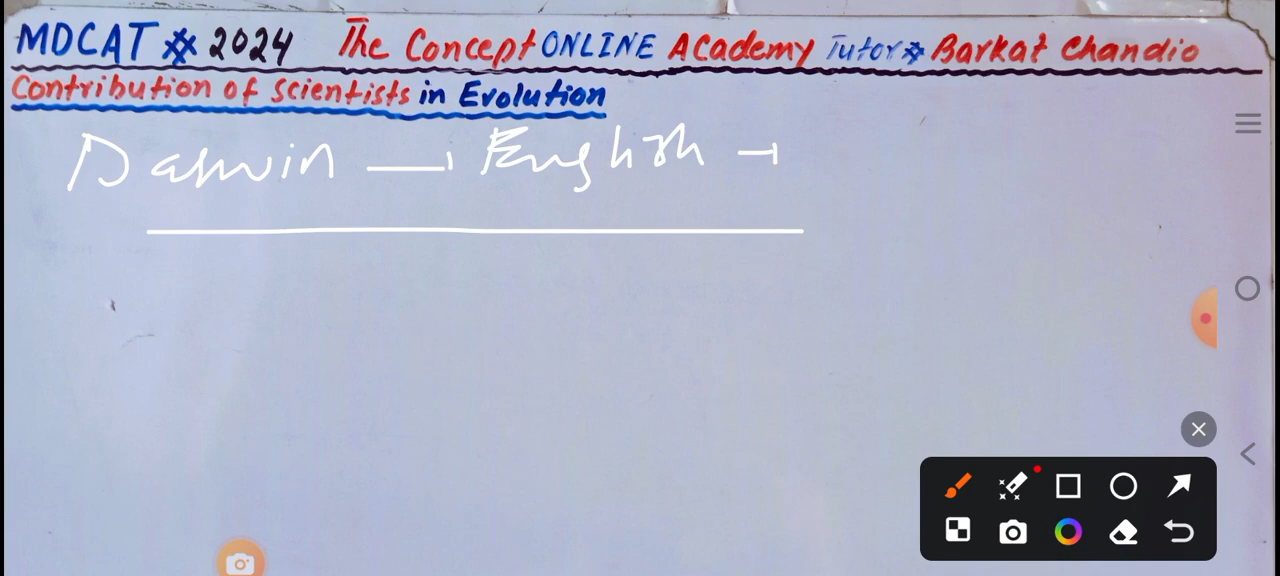 MDCAT # 2024 The Concept ONLINE Academy Tutor # Barkat Chandio
Contribution of Scientists in Evolution
Darwin → English →